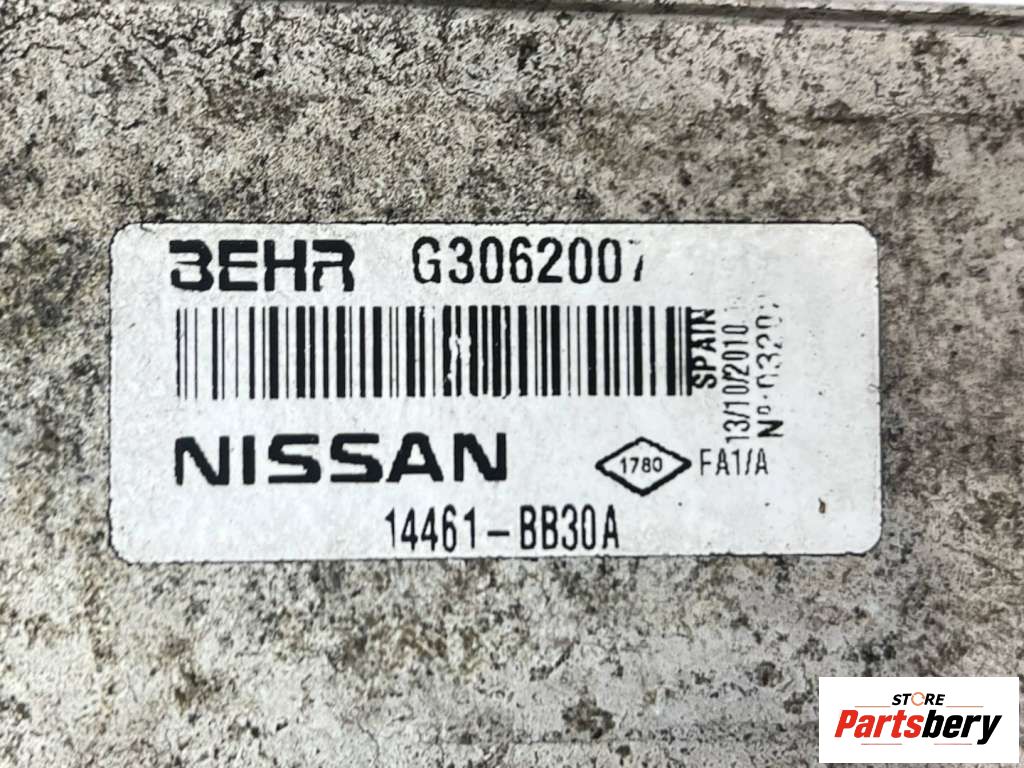 BEHR G3062007
SPAIN
13/10/2010
NISSAN
1780
FA1/A
14461-BB30A
STORE
Partsbery